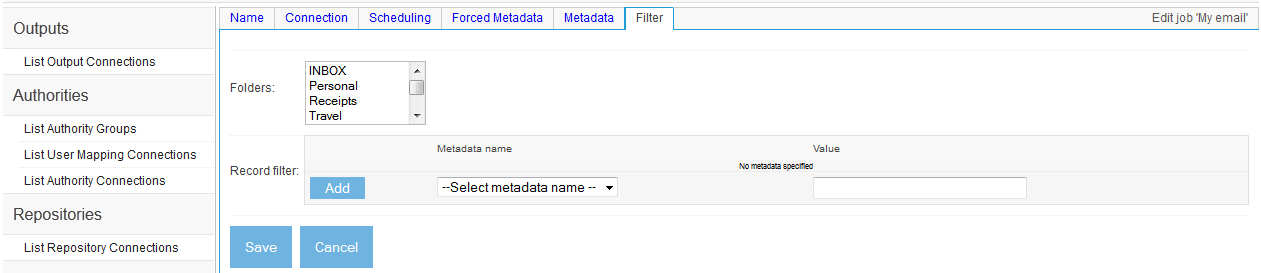 Outputs
List Output Connections
Authorities
List Authority Groups
List User Mapping Connections
List Authority Connections
Repositories
List Repository Connections
Name Connection Scheduling Forced Metadata Metadata Filter Edit job 'My email'
Folders:
INBOX
Personal
Receipts
Travel
Record filter:
Metadata name Value
No metadata specified
Add --Select metadata name --
Save Cancel